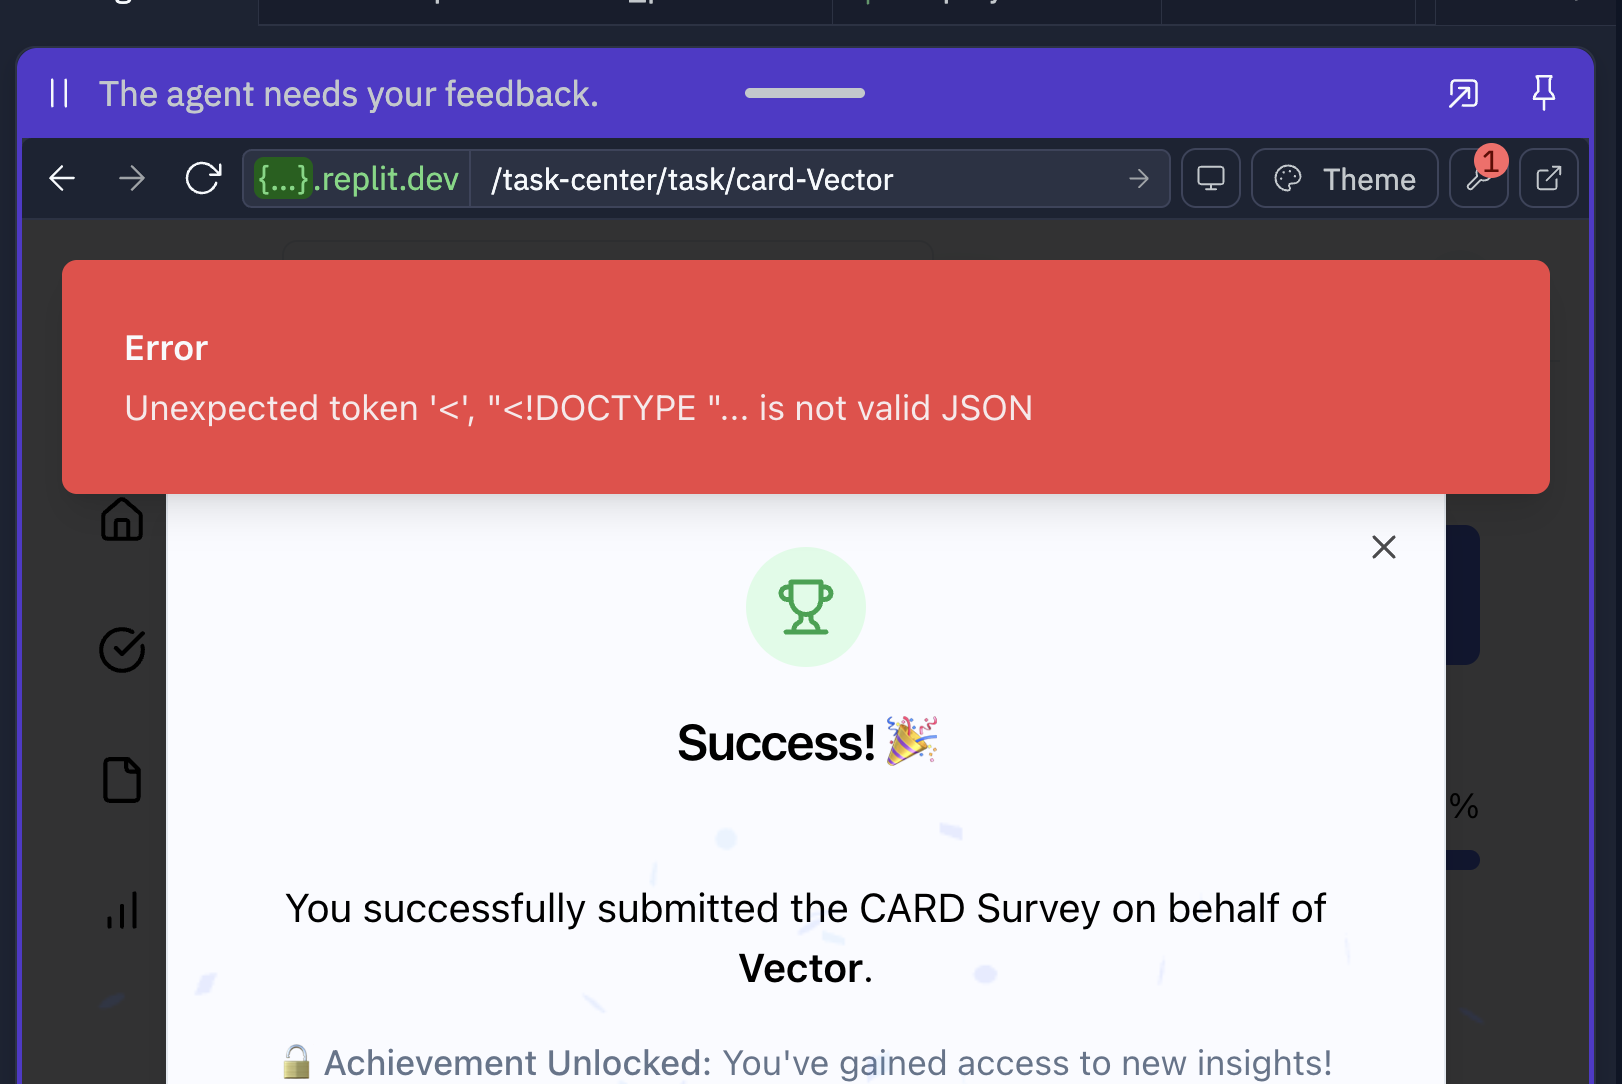 The agent needs your feedback.
{...}.replit.dev /task-center/task/card-Vector Theme 1
Error
Unexpected token '<', "<!DOCTYPE "... is not valid JSON
Success! 🎉
%
You successfully submitted the CARD Survey on behalf of
Vector.
🔓 Achievement Unlocked: You've gained access to new insights!